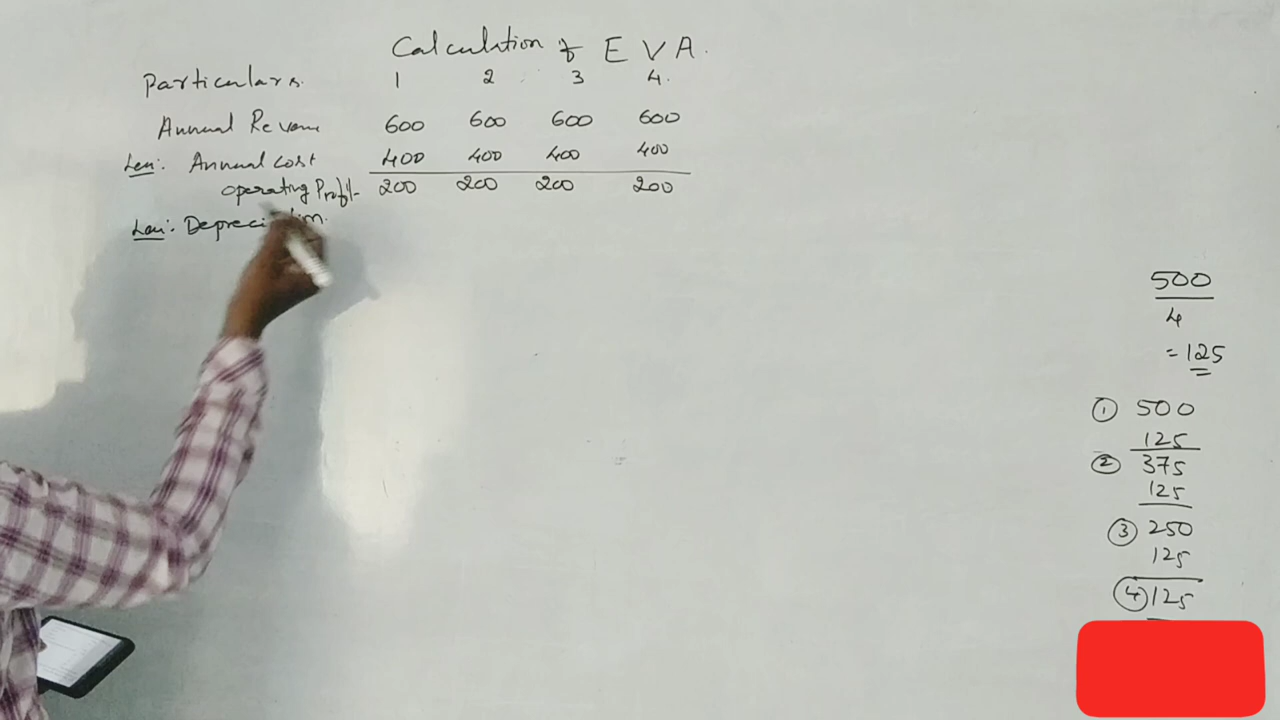 Calculation of E V A.
Particulars. 1 2 3 4.
Annual Revenue 600 600 600 600
Less: Annual Cost 400 400 400 400
Operating Profit 200 200 200 200
Less: Depreciation.
500
4
= 125
① 500
125
② 375
125
③ 250
125
④ 125